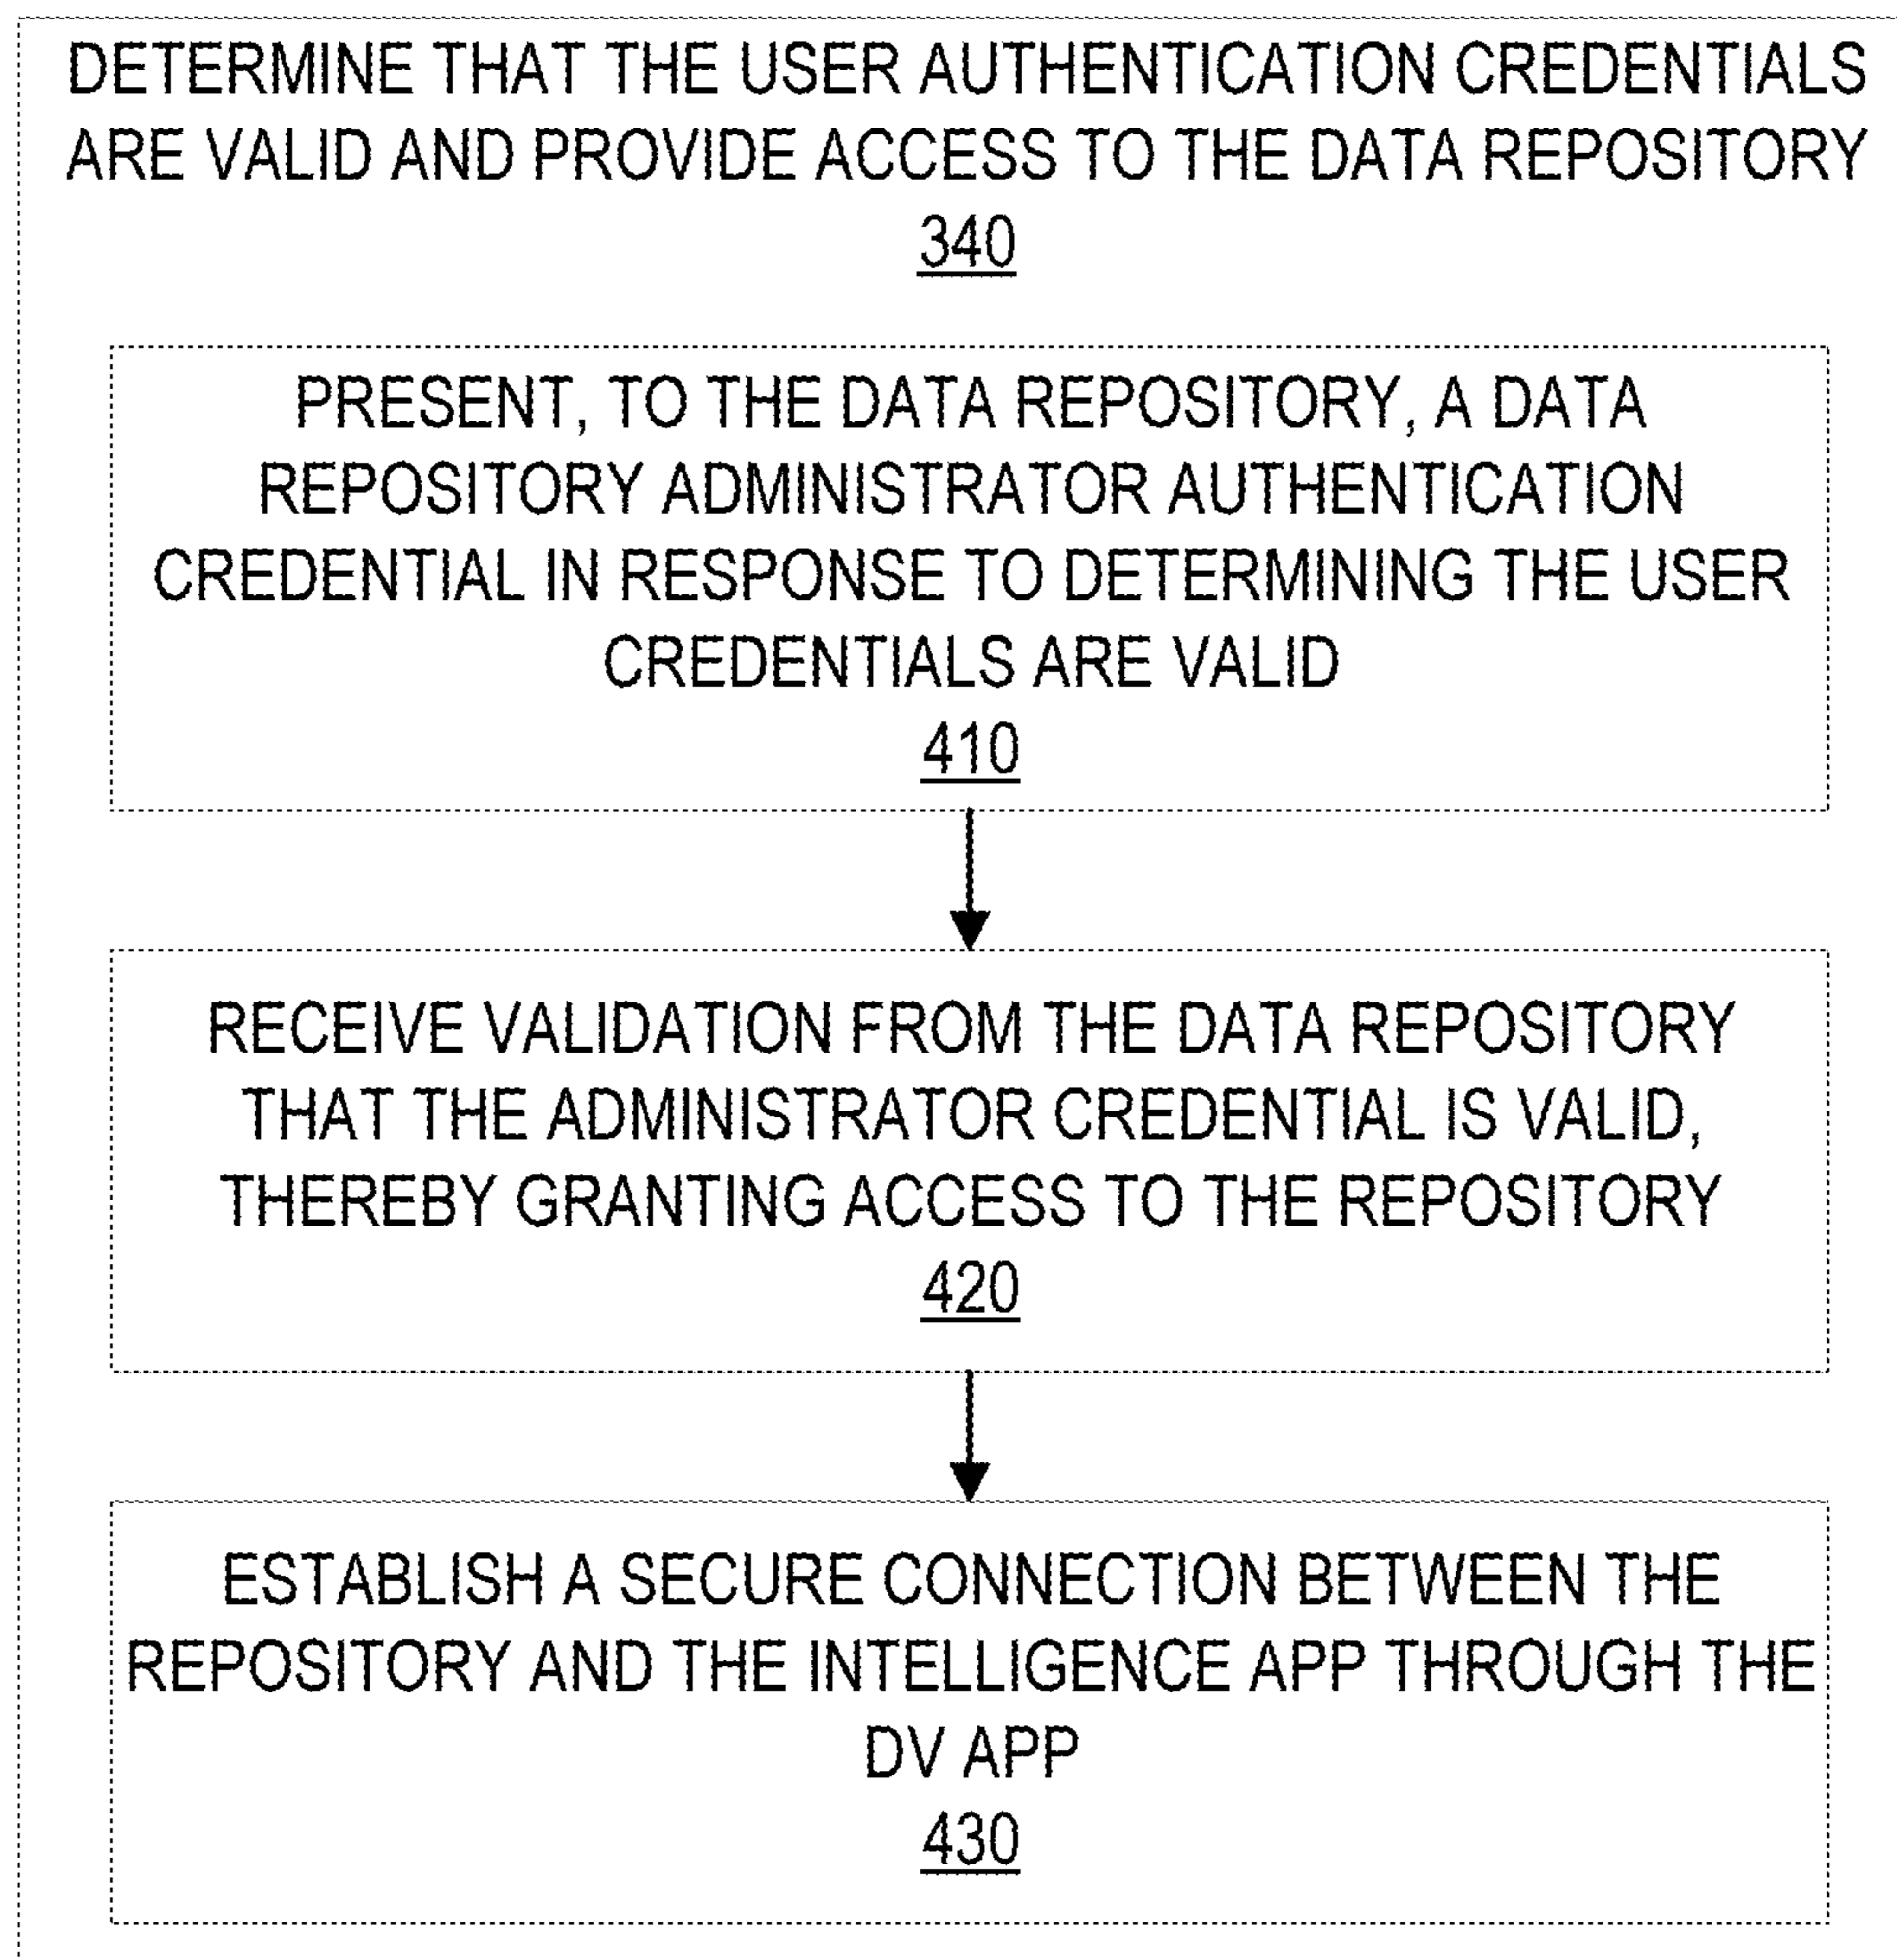 DETERMINE THAT THE USER AUTHENTICATION CREDENTIALS
ARE VALID AND PROVIDE ACCESS TO THE DATA REPOSITORY
340
PRESENT, TO THE DATA REPOSITORY, A DATA
REPOSITORY ADMINISTRATOR AUTHENTICATION
CREDENTIAL IN RESPONSE TO DETERMINING THE USER
CREDENTIALS ARE VALID
410
RECEIVE VALIDATION FROM THE DATA REPOSITORY
THAT THE ADMINISTRATOR CREDENTIAL IS VALID,
THEREBY GRANTING ACCESS TO THE REPOSITORY
420
ESTABLISH A SECURE CONNECTION BETWEEN THE
REPOSITORY AND THE INTELLIGENCE APP THROUGH THE
DV APP
430